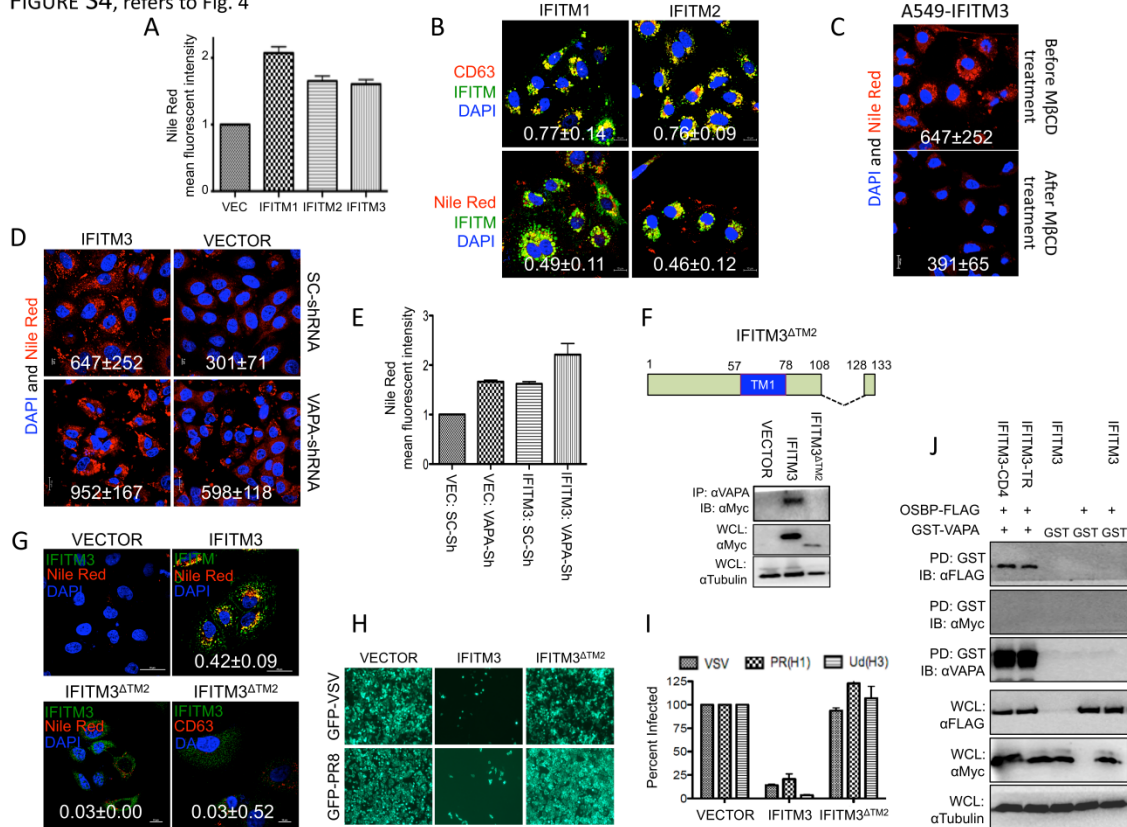 FIGURE S4, refers to Fig. 4
A
Nile Red
mean fluorescent intensity
2
1
0
VEC IFITM1 IFITM2 IFITM3
B
IFITM1 IFITM2
CD63
IFITM
DAPI
0.77±0.14 0.76±0.09
Nile Red
IFITM
DAPI
0.49±0.11 0.46±0.12
C
A549-IFITM3
DAPI and Nile Red
Before MβCD
treatment
647±252
After MβCD
treatment
391±65
D
IFITM3 VECTOR
DAPI and Nile Red
SC-shRNA
647±252 301±71
VAPA-shRNA
952±167 598±118
E
Nile Red
mean fluorescent intensity
3
2
1
0
VEC: SC-Sh
VEC: VAPA-Sh
IFITM3: SC-Sh
IFITM3: VAPA-Sh
F
IFITM3ΔTM2
1 57 78 108 128 133
TM1
VECTOR
IFITM3
IFITM3ΔTM2
IP: αVAPA
IB: αMyc
WCL:
αMyc
WCL:
αTubulin
G
VECTOR IFITM3
IFITM3
Nile Red
DAPI
IFITM
Nile Red
DAPI
0.42±0.09
IFITM3ΔTM2 IFITM3ΔTM2
IFITM3
Nile Red
DAPI
0.03±0.00
IFITM3
CD63
DAPI
0.03±0.52
H
VECTOR IFITM3 IFITM3ΔTM2
GFP-VSV
GFP-PR8
I
VSV PR(H1) Ud(H3)
Percent Infected
125
100
75
50
25
0
VECTOR IFITM3 IFITM3ΔTM2
J
IFITM3-CD4
IFITM3-TR
IFITM3
IFITM3
OSBP-FLAG + + + +
GST-VAPA + + GST GST GST
PD: GST
IB: αFLAG
PD: GST
IB: αMyc
PD: GST
IB: αVAPA
WCL:
αFLAG
WCL:
αMyc
WCL:
αTubulin